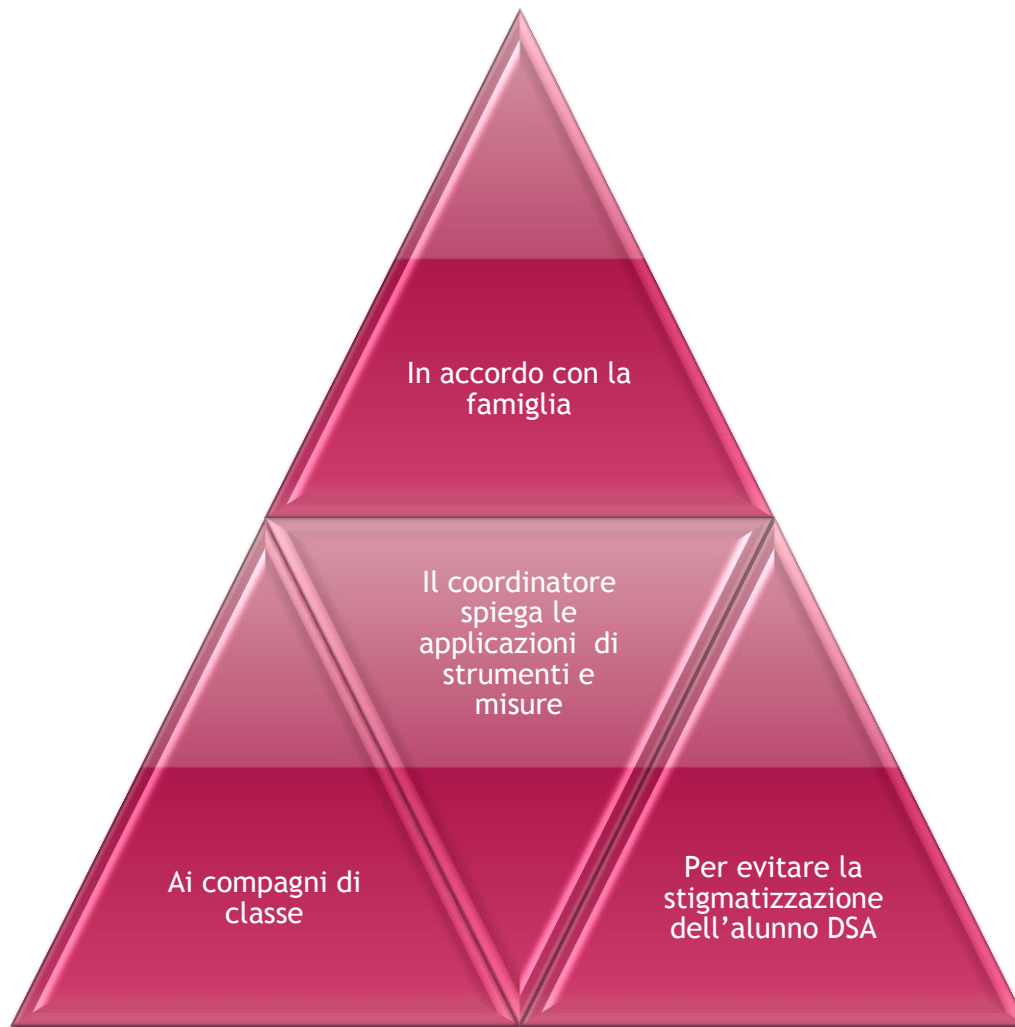 In accordo con la
famiglia
Il coordinatore
spiega le
applicazioni  di
strumenti e
misure
Ai compagni di
classe
Per evitare la
stigmatizzazione
dell’alunno DSA